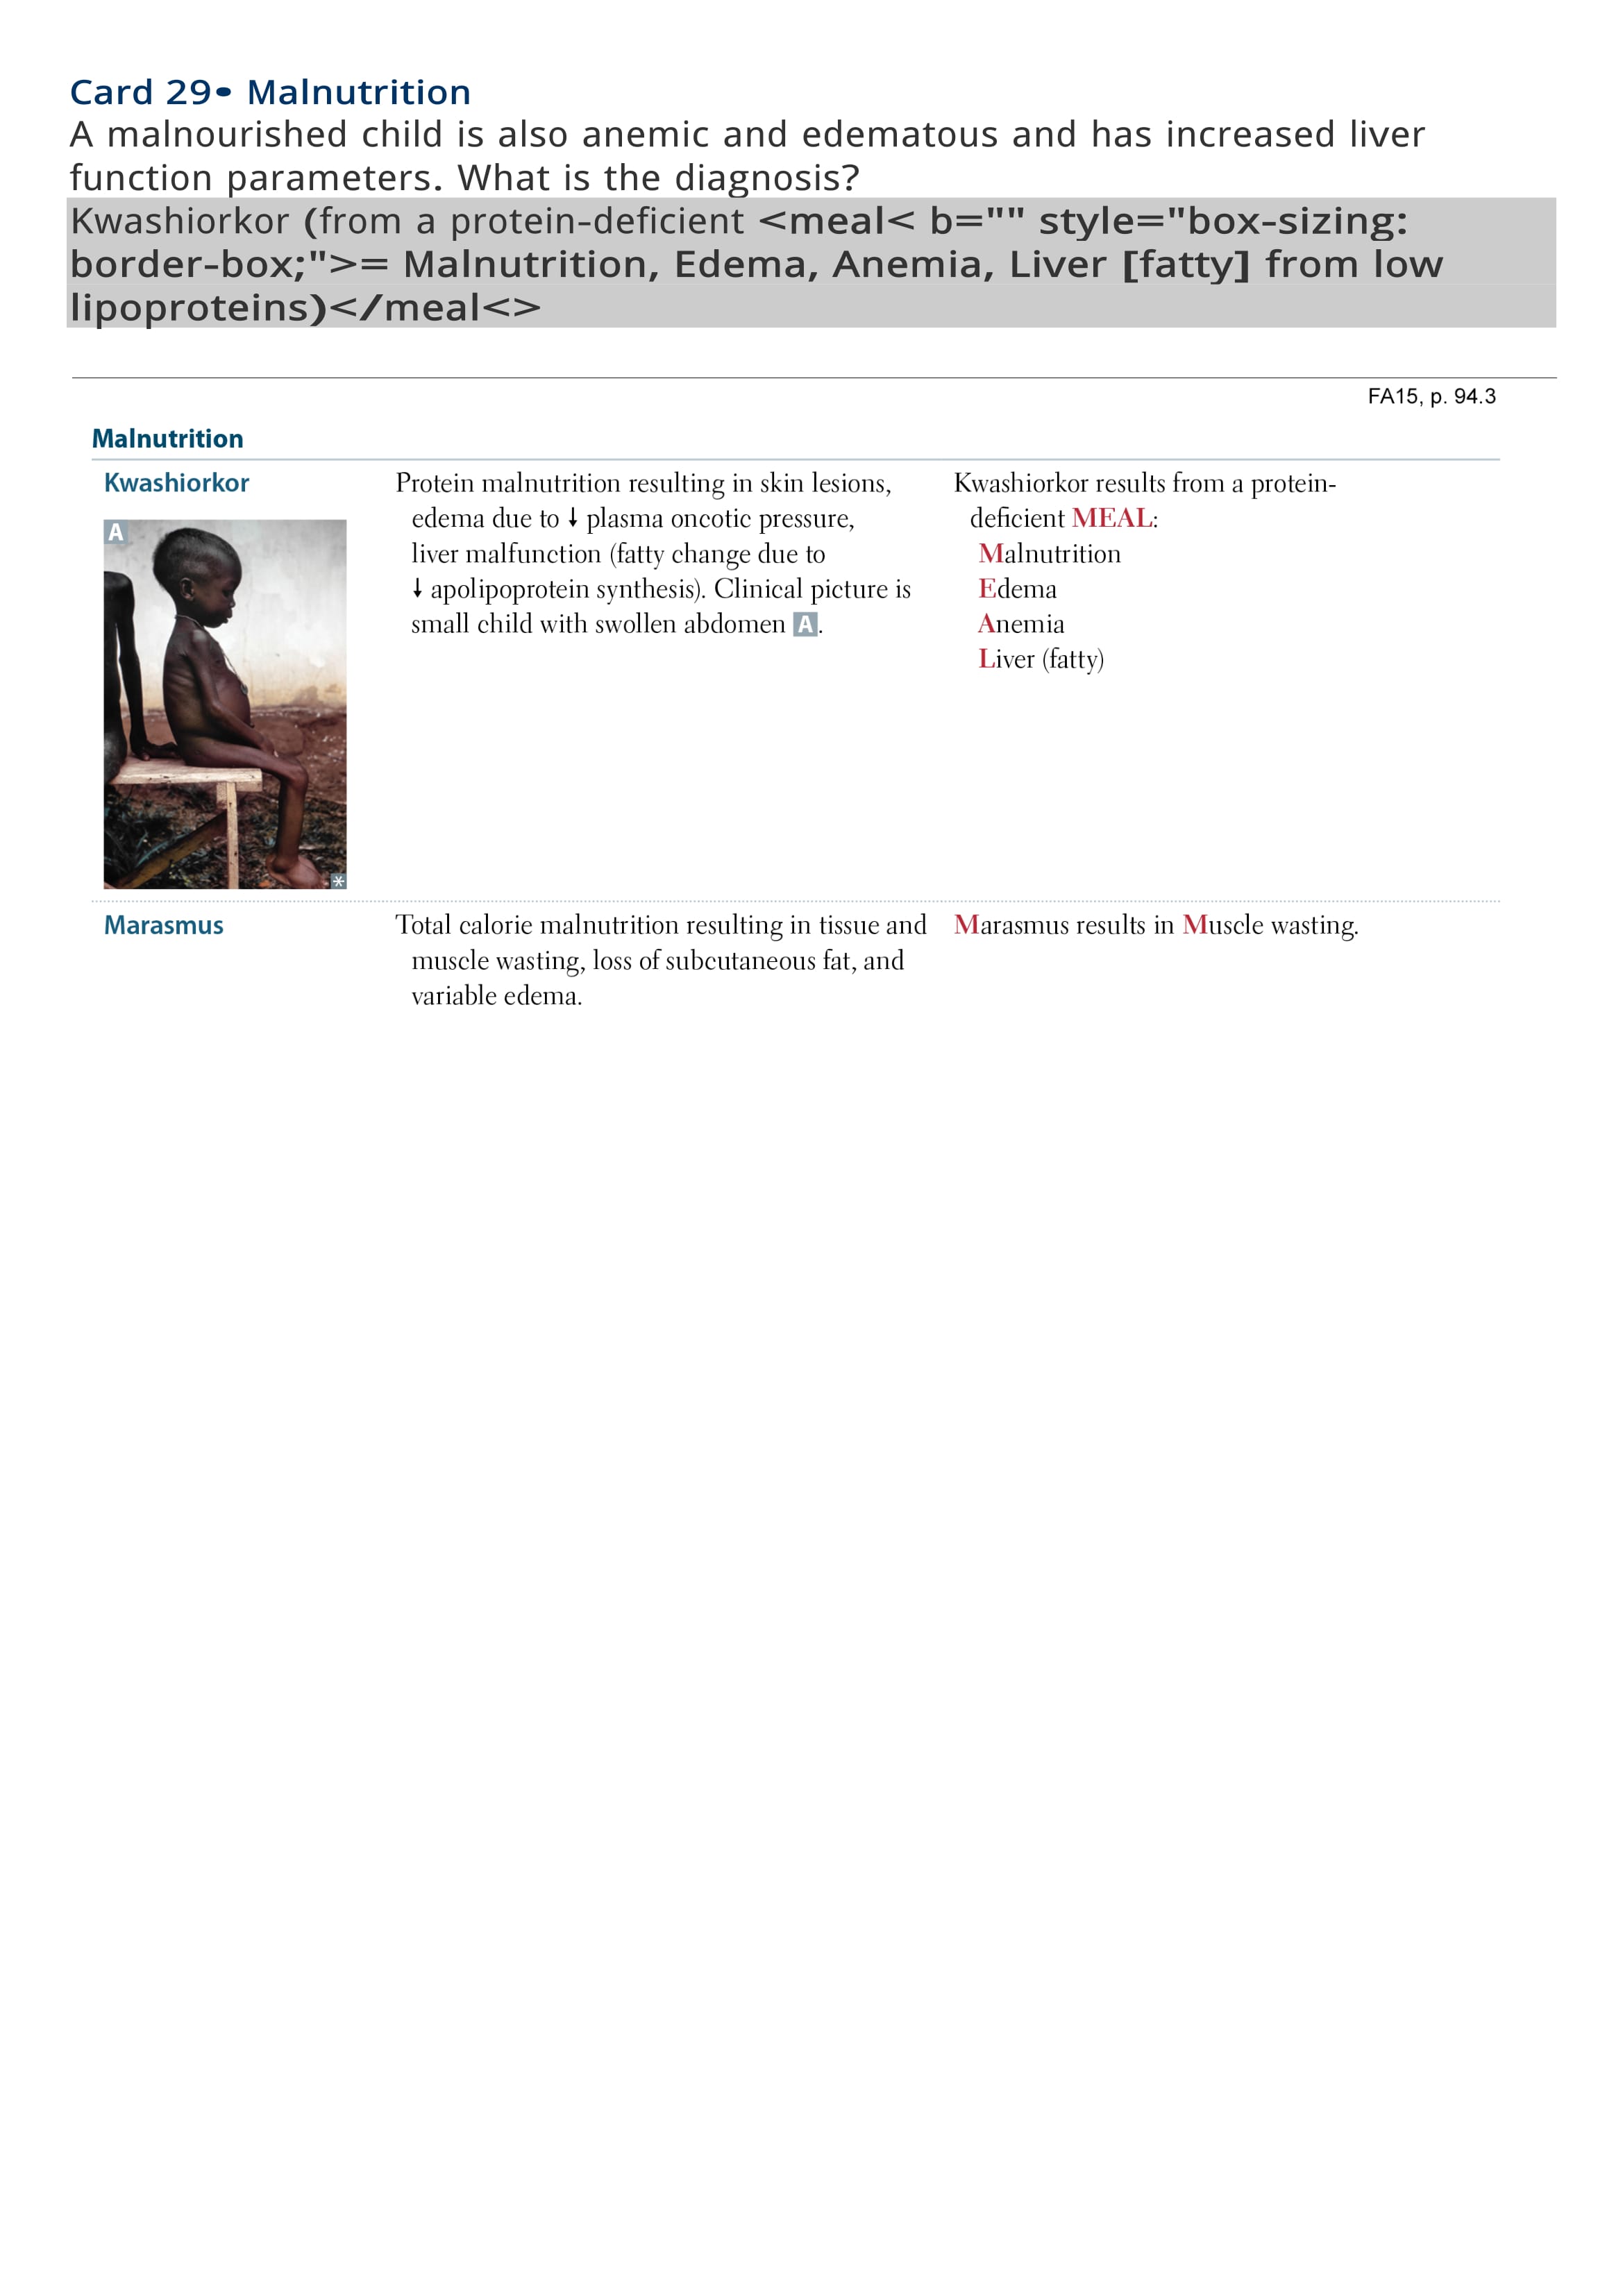 Card 29• Malnutrition
A malnourished child is also anemic and edematous and has increased liver
function parameters. What is the diagnosis?
Kwashiorkor (from a protein-deficient <meal< b="" style="box-sizing:
border-box;">= Malnutrition, Edema, Anemia, Liver [fatty] from low
lipoproteins)</meal<>
FA15, p. 94.3
Malnutrition
Kwashiorkor
A
Protein malnutrition resulting in skin lesions,
edema due to ↓ plasma oncotic pressure,
liver malfunction (fatty change due to
↓ apolipoprotein synthesis). Clinical picture is
small child with swollen abdomen A.
Kwashiorkor results from a protein-
deficient MEAL:
Malnutrition
Edema
Anemia
Liver (fatty)
*
Marasmus
Total calorie malnutrition resulting in tissue and
muscle wasting, loss of subcutaneous fat, and
variable edema.
Marasmus results in Muscle wasting.